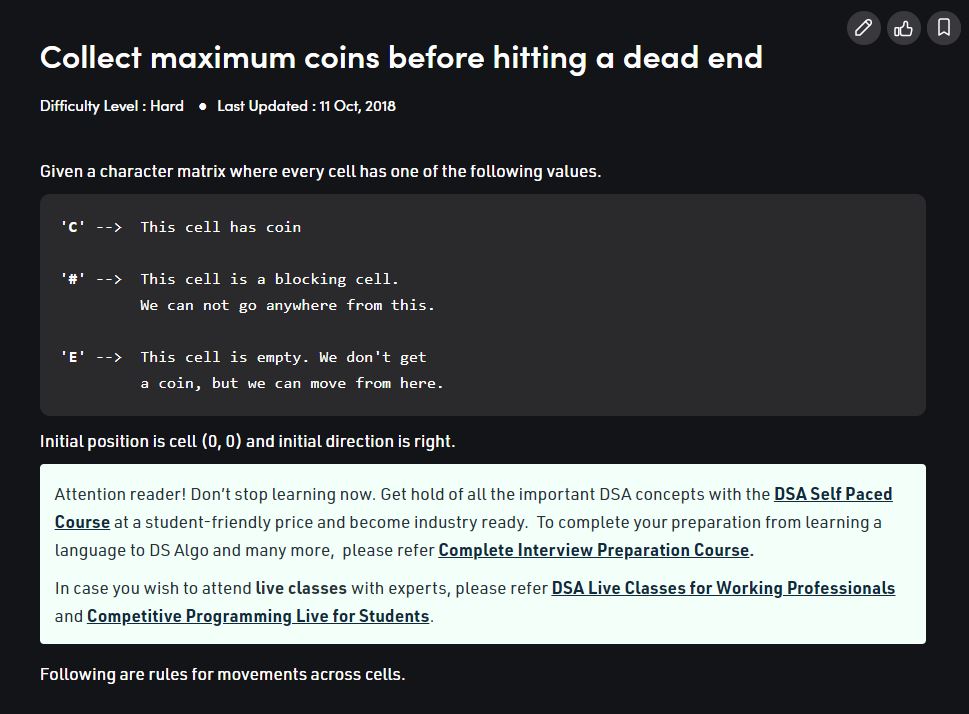 Collect maximum coins before hitting a dead end
Difficulty Level : Hard ● Last Updated : 11 Oct, 2018
Given a character matrix where every cell has one of the following values.
'C' -->  This cell has coin
'#' -->  This cell is a blocking cell.
We can not go anywhere from this.
'E' -->  This cell is empty. We don't get
a coin, but we can move from here.
Initial position is cell (0, 0) and initial direction is right.
Attention reader! Don’t stop learning now. Get hold of all the important DSA concepts with the DSA Self Paced
Course at a student-friendly price and become industry ready.  To complete your preparation from learning a
language to DS Algo and many more,  please refer Complete Interview Preparation Course.
In case you wish to attend live classes with experts, please refer DSA Live Classes for Working Professionals
and Competitive Programming Live for Students.
Following are rules for movements across cells.